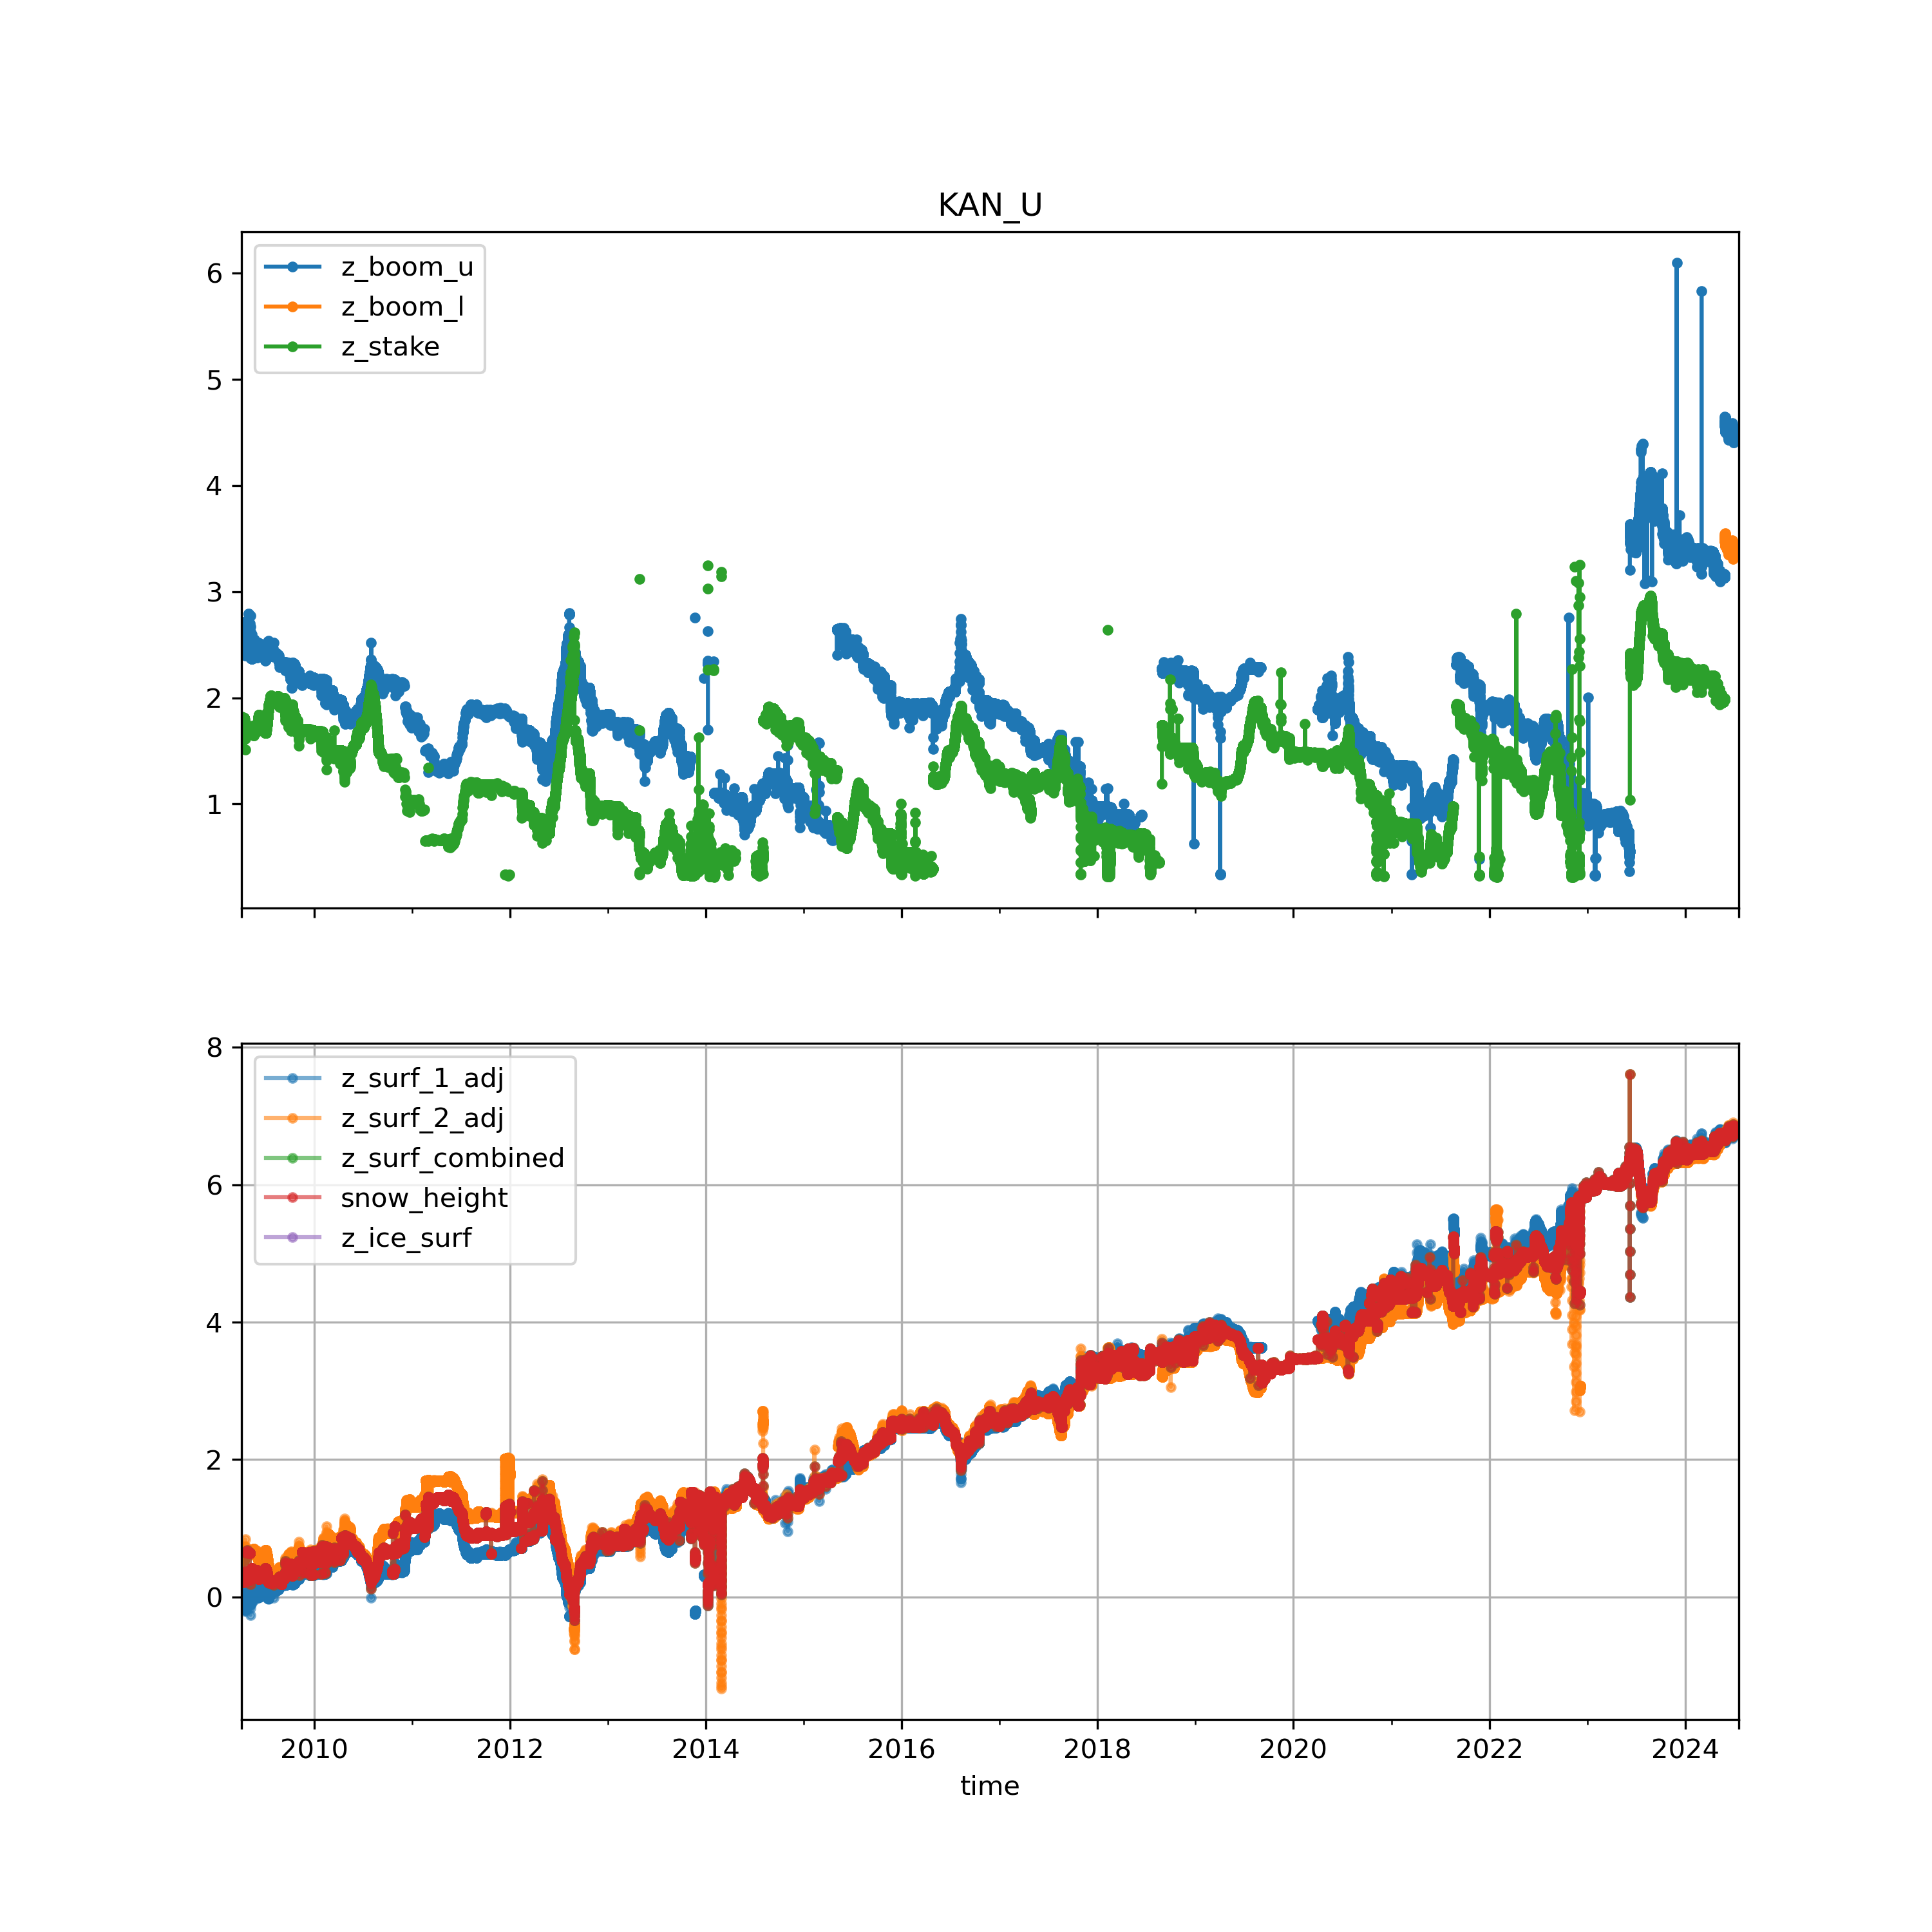 KAN_U
6
5
4
3
2
1
z_boom_u
z_boom_l
z_stake
8
6
4
2
0
z_surf_1_adj
z_surf_2_adj
z_surf_combined
snow_height
z_ice_surf
2010 2012 2014 2016 2018 2020 2022 2024
time